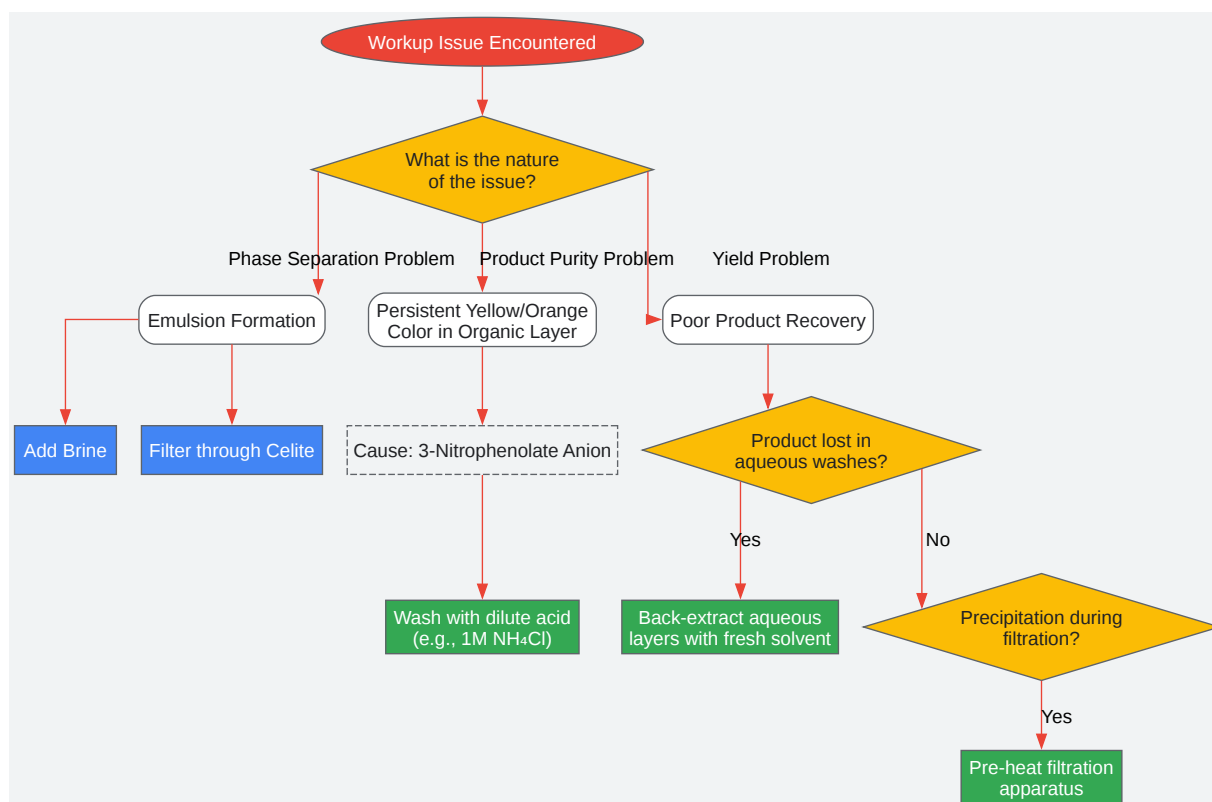 Workup Issue Encountered
What is the nature
of the issue?
Phase Separation Problem
Product Purity Problem
Yield Problem
Emulsion Formation
Persistent Yellow/Orange
Color in Organic Layer
Poor Product Recovery
Add Brine
Filter through Celite
Cause: 3-Nitrophenolate Anion
Product lost in
aqueous washes?
Yes
No
Wash with dilute acid
(e.g., 1M NH₄Cl)
Back-extract aqueous
layers with fresh solvent
Precipitation during
filtration?
Yes
Pre-heat filtration
apparatus